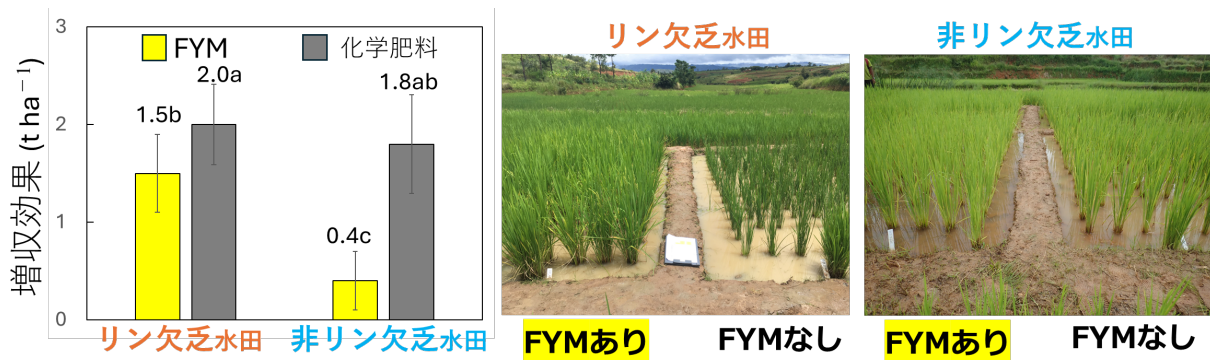 増収効果 (t ha⁻¹)
3
2
1
0
FYM
化学肥料
1.5b
2.0a
0.4c
1.8ab
リン欠乏水田
非リン欠乏水田
リン欠乏水田
FYMあり
FYMなし
非リン欠乏水田
FYMあり
FYMなし